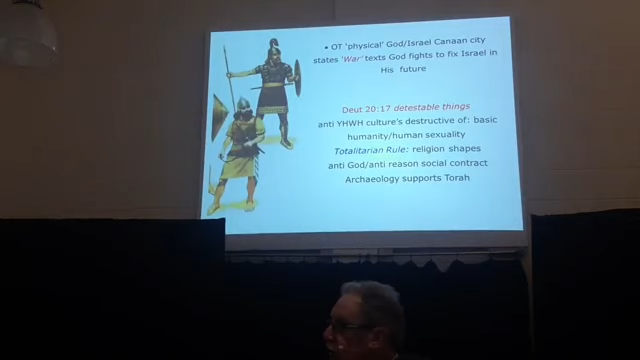 • OT 'physical' God/Israel Canaan city
states 'War' texts God fights to fix Israel in
His future
Deut 20:17 detestable things
anti YHWH culture's destructive of: basic
humanity/human sexuality
Totalitarian Rule: religion shapes
anti God/anti reason social contract
Archaeology supports Torah